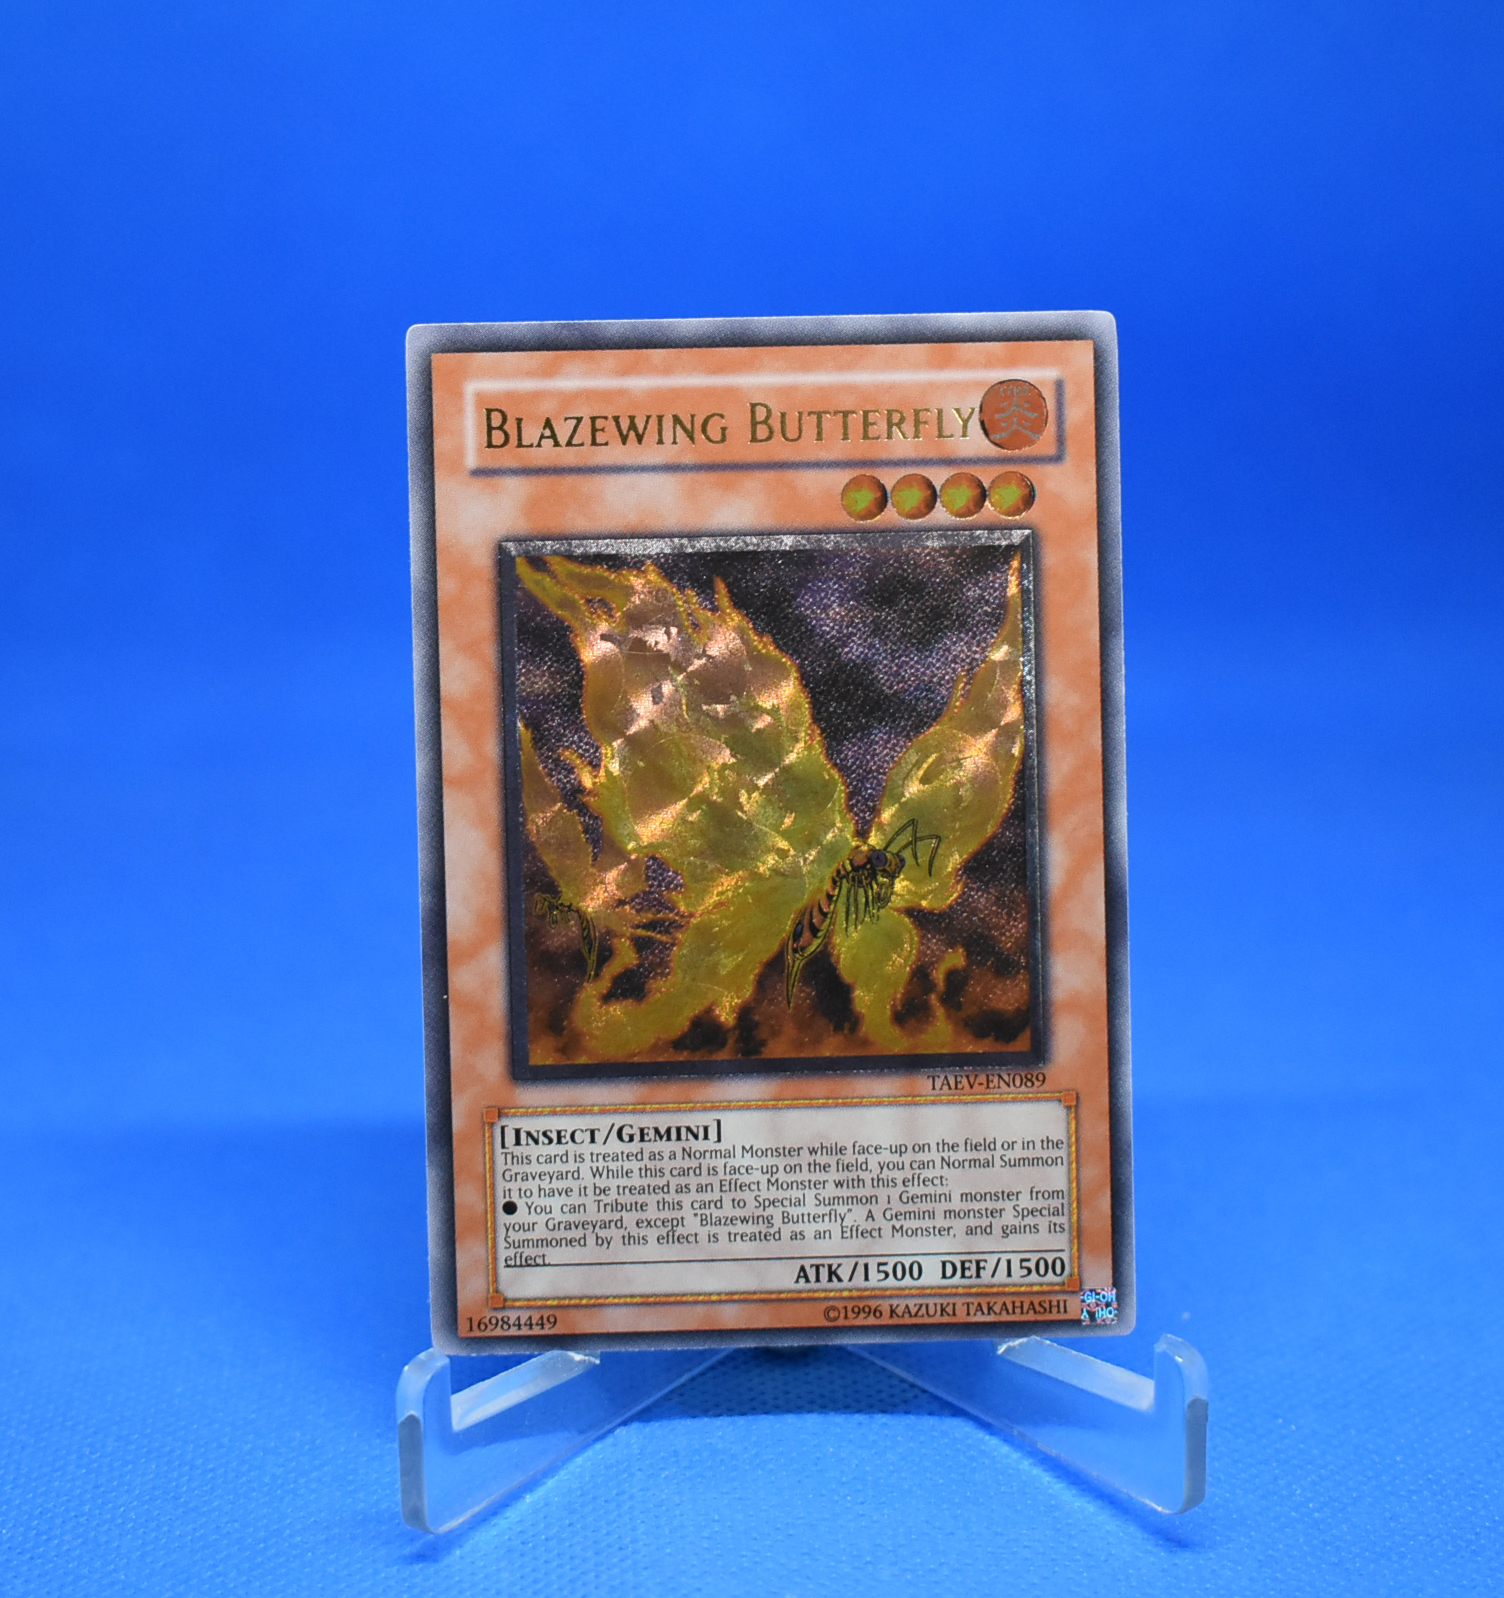 BLAZEWING BUTTERFLY
炎
TAEV-EN089
[INSECT/GEMINI]
This card is treated as a Normal Monster while face-up on the field or in the
Graveyard. While this card is face-up on the field, you can Normal Summon
it to have it be treated as an Effect Monster with this effect:
● You can Tribute this card to Special Summon 1 Gemini monster from
your Graveyard, except "Blazewing Butterfly". A Gemini monster Special
Summoned by this effect is treated as an Effect Monster, and gains its
effect.
ATK/1500 DEF/1500
16984449
©1996 KAZUKI TAKAHASHI